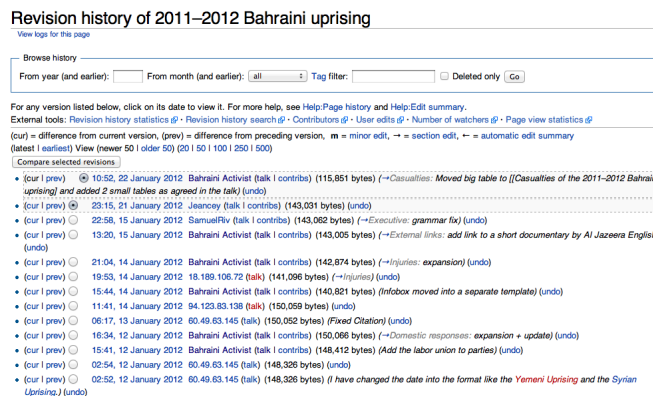 Revision history of 2011–2012 Bahraini uprising
View logs for this page
Browse history
From year (and earlier): From month (and earlier): all Tag filter: Deleted only Go
For any version listed below, click on its date to view it. For more help, see Help:Page history and Help:Edit summary.
External tools: Revision history statistics · Revision history search · Contributors · User edits · Number of watchers · Page view statistics
(cur) = difference from current version, (prev) = difference from preceding version, m = minor edit, → = section edit, ← = automatic edit summary
(latest | earliest) View (newer 50 | older 50) (20 | 50 | 100 | 250 | 500)
Compare selected revisions
(cur | prev) 10:52, 22 January 2012 Bahraini Activist (talk | contribs) (115,851 bytes) (→Casualties: Moved big table to [[Casualties of the 2011–2012 Bahrai
uprising] and added 2 small tables as agreed in the talk) (undo)
(cur | prev) 23:15, 21 January 2012 Jeancey (talk | contribs) (143,031 bytes) (undo)
(cur | prev) 22:58, 15 January 2012 SamuelRiv (talk | contribs) (143,062 bytes) (→Executive: grammar fix) (undo)
(cur | prev) 13:20, 15 January 2012 Bahraini Activist (talk | contribs) (143,005 bytes) (→External links: add link to a short documentary by Al Jazeera English
(undo)
(cur | prev) 21:04, 14 January 2012 Bahraini Activist (talk | contribs) (142,874 bytes) (→Injuries: expansion) (undo)
(cur | prev) 19:53, 14 January 2012 18.189.106.72 (talk) (141,096 bytes) (→Injuries) (undo)
(cur | prev) 15:44, 14 January 2012 Bahraini Activist (talk | contribs) (140,821 bytes) (Infobox moved into a separate template) (undo)
(cur | prev) 11:41, 14 January 2012 94.123.83.138 (talk) (150,059 bytes) (undo)
(cur | prev) 06:17, 13 January 2012 60.49.63.145 (talk) (150,052 bytes) (Fixed Citation) (undo)
(cur | prev) 16:34, 12 January 2012 Bahraini Activist (talk | contribs) (150,066 bytes) (→Domestic responses: expansion + update) (undo)
(cur | prev) 15:41, 12 January 2012 Bahraini Activist (talk | contribs) (148,412 bytes) (Add the labor union to parties) (undo)
(cur | prev) 02:54, 12 January 2012 60.49.63.145 (talk) (148,326 bytes) (undo)
(cur | prev) 02:52, 12 January 2012 60.49.63.145 (talk) (148,326 bytes) (I have changed the date into the format like the Yemeni Uprising and the Syrian
Uprising.) (undo)